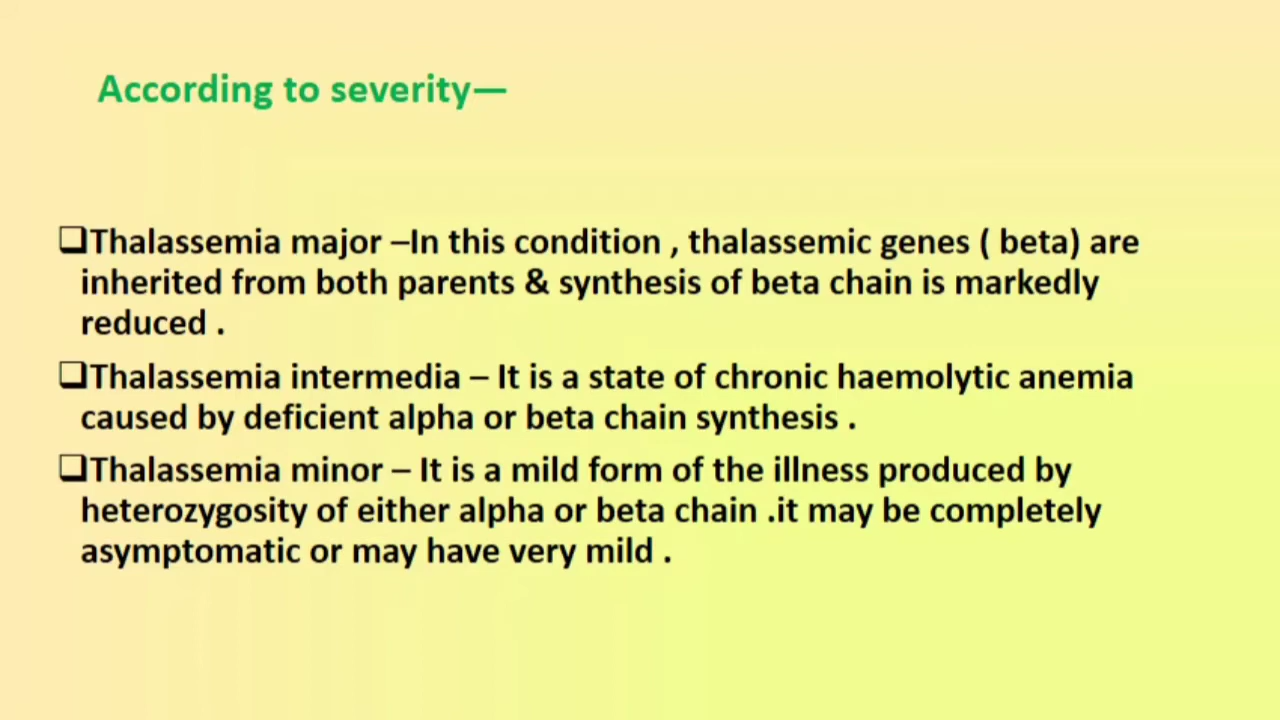 According to severity—
❑Thalassemia major –In this condition , thalassemic genes ( beta) are
inherited from both parents & synthesis of beta chain is markedly
reduced .
❑Thalassemia intermedia – It is a state of chronic haemolytic anemia
caused by deficient alpha or beta chain synthesis .
❑Thalassemia minor – It is a mild form of the illness produced by
heterozygosity of either alpha or beta chain .it may be completely
asymptomatic or may have very mild .